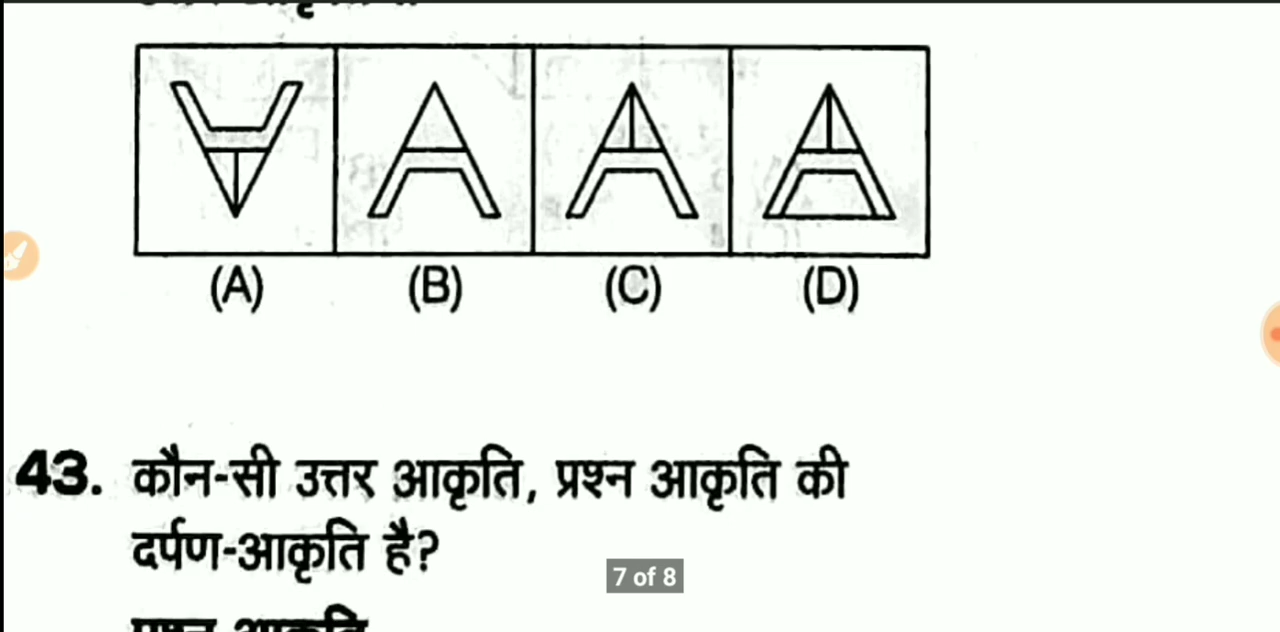 (A) (B) (C) (D)
43. कौन-सी उत्तर आकृति, प्रश्न आकृति की
दर्पण-आकृति है?
7 of 8